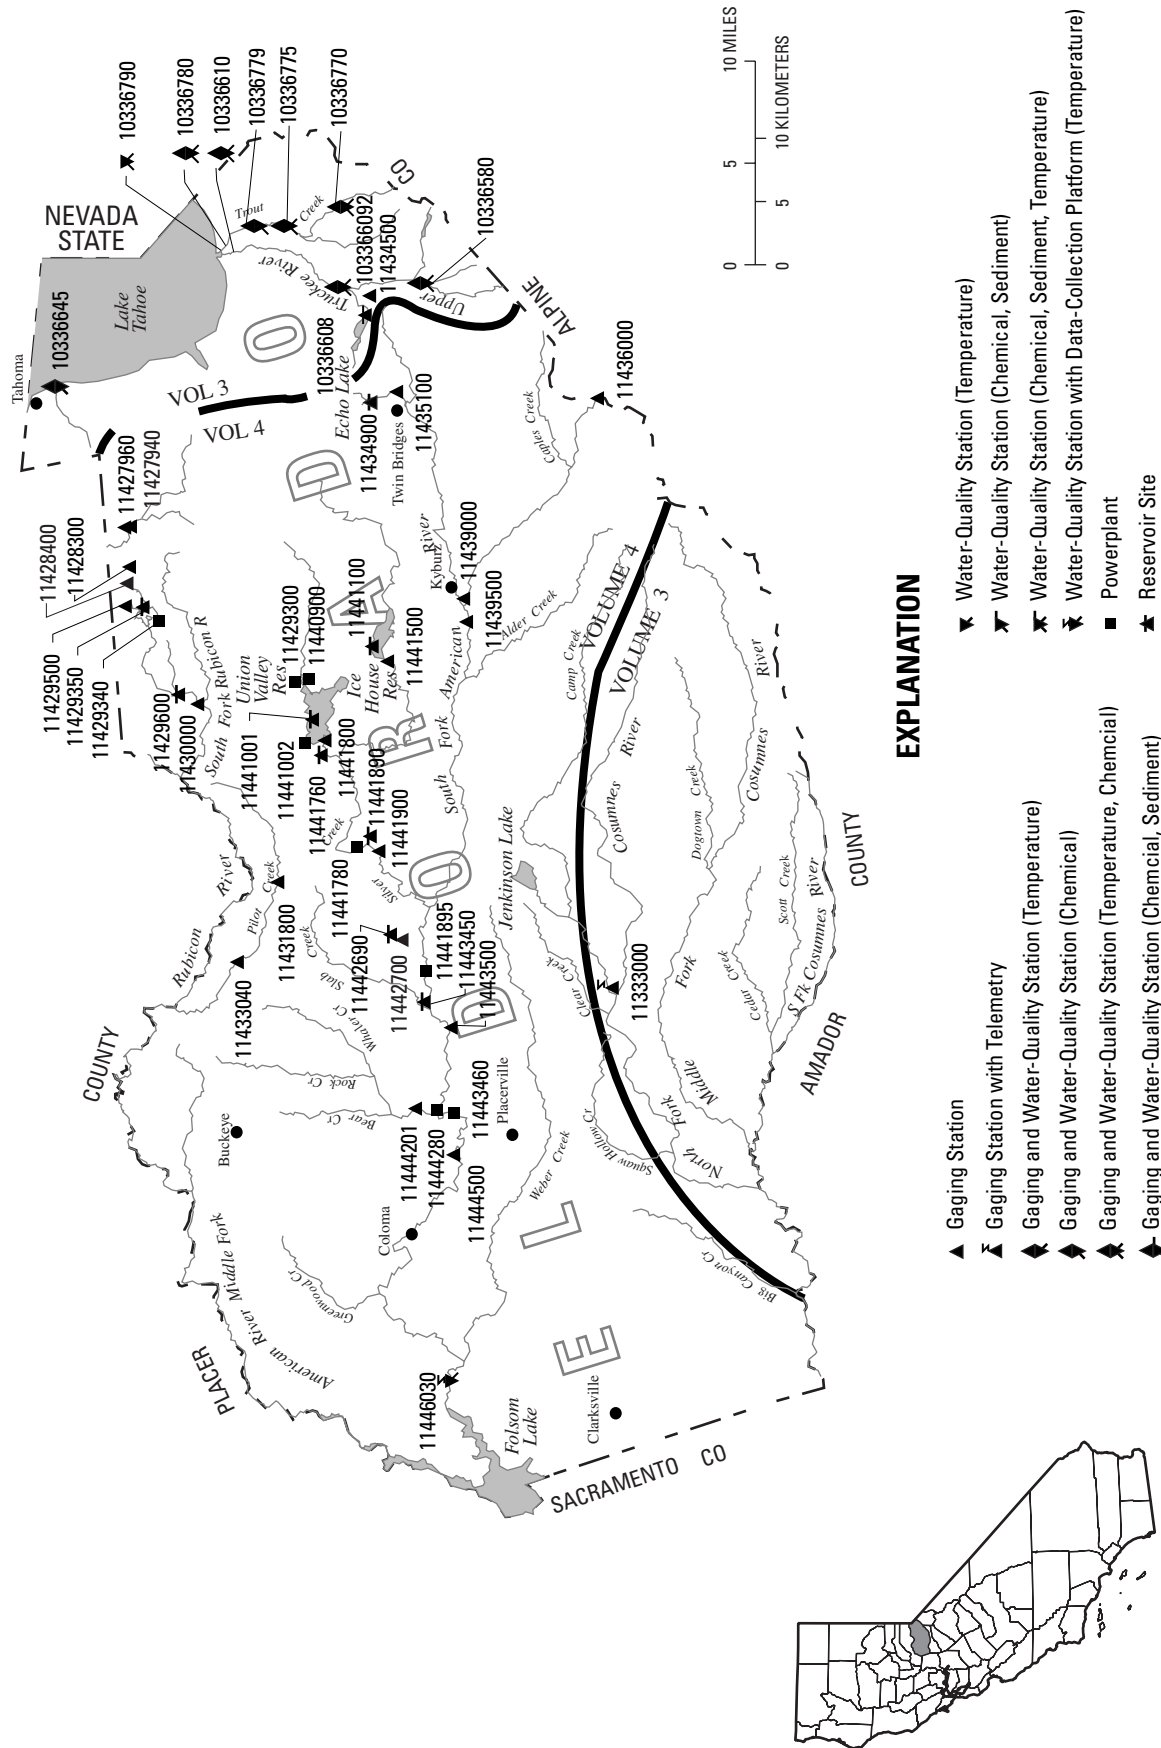 NEVADA
STATE
10336790
10336780
10336610
10336779
10336775
10336770
Tahoma
10336645
Lake
Tahoe
Trout
Creek
CO
Truckee River
Upper
103366092
11434500
10336580
ALPINE
VOL 3
VOL 4
10336608
Echo Lake
11434900
Twin Bridges
11435100
11436000
Caples Creek
11427960
11427940
11428400
11428300
11429500
11429350
11429340
11429600
11430000
South Fork Rubicon R
Union
Valley
Res
11429300
11440900
11441100
Ice
House
Res
11441500
Kyburz
River
11439000
11439500
Alder Creek
American
Fork
South
11441001
11441002
11441760
11441800
11441890
11441900
11441780
Creek
Silver
Camp Creek
VOLUME 4
VOLUME 3
River
Cosumnes
River
Cosumnes
Dogtown Creek
Jenkinson Lake
Rubicon
River
Pilot
Creek
11431800
11433040
Creek
Slab
11442690
11442700
11441895
11443450
11443500
Whaler Cr
Rock Cr
Bear Cr
COUNTY
Buckeye
11444201
11444280
11443460
11444500
Placerville
Coloma
Weber Creek
Clear Creek
11333000
Fork
Middle
Fork
North
Squaw Hollow Cr
Cedar Creek
Scott Creek
S Fk Cosumnes River
AMADOR
COUNTY
Big Canyon Cr
Greenwood Cr
Middle Fork
American River
PLACER
11446030
Folsom
Lake
Clarksville
SACRAMENTO CO
EL DORADO
0 5 10 MILES
0 5 10 KILOMETERS
EXPLANATION
Gaging Station
Gaging Station with Telemetry
Gaging and Water-Quality Station (Temperature)
Gaging and Water-Quality Station (Chemical)
Gaging and Water-Quality Station (Temperature, Chemcial)
Gaging and Water-Quality Station (Chemcial, Sediment)
Water-Quality Station (Temperature)
Water-Quality Station (Chemical, Sediment)
Water-Quality Station (Chemical, Sediment, Temperature)
Water-Quality Station with Data-Collection Platform (Temperature)
Powerplant
Reservoir Site